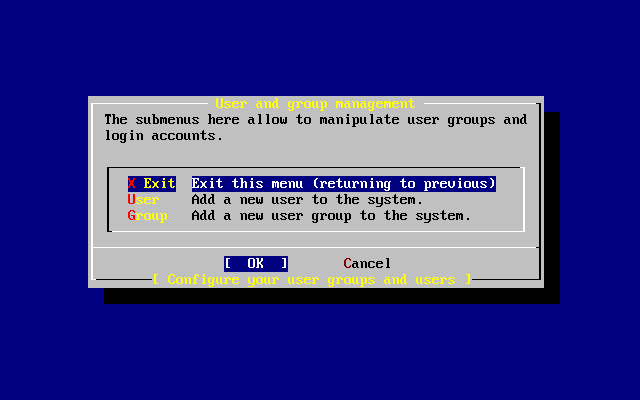 User and group management
The submenus here allow to manipulate user groups and
login accounts.
X Exit Exit this menu (returning to previous)
User Add a new user to the system.
Group Add a new user group to the system.
[ OK ] Cancel
[ Configure your user groups and users ]